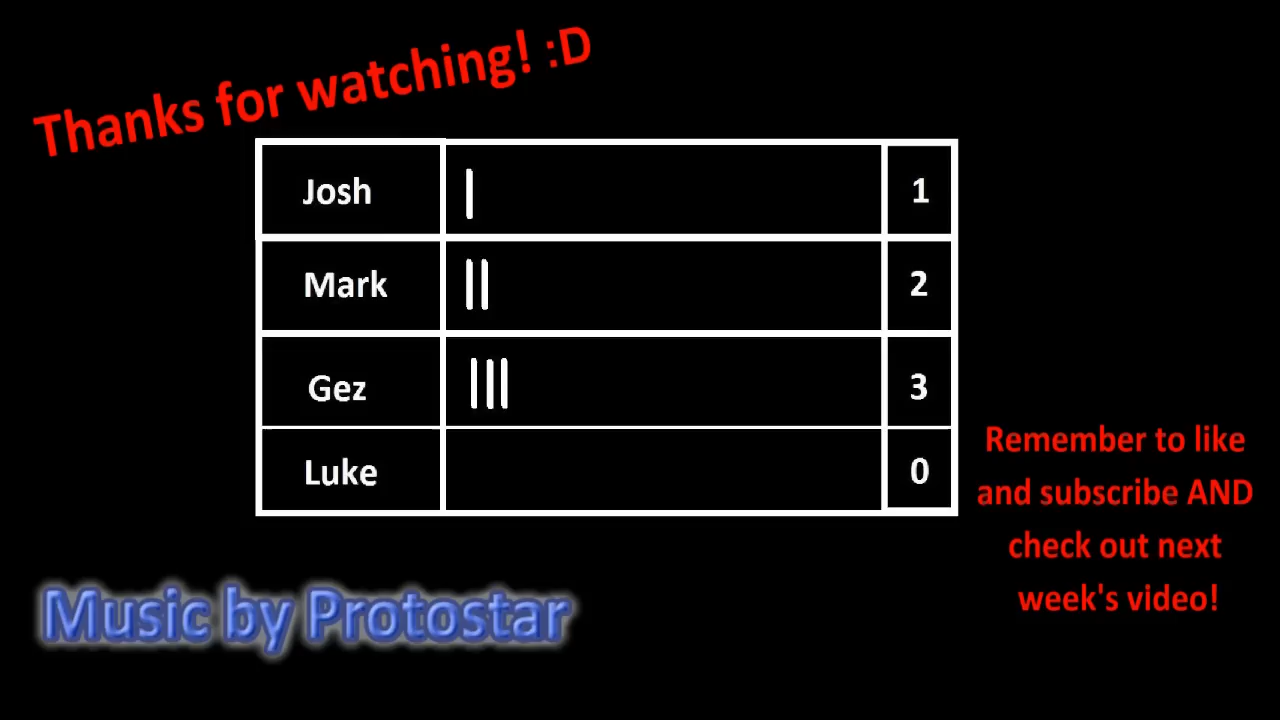 Thanks for watching! :D
Josh | 1
Mark || 2
Gez ||| 3
Luke 0
Remember to like
and subscribe AND
check out next
week's video!
Music by Protostar